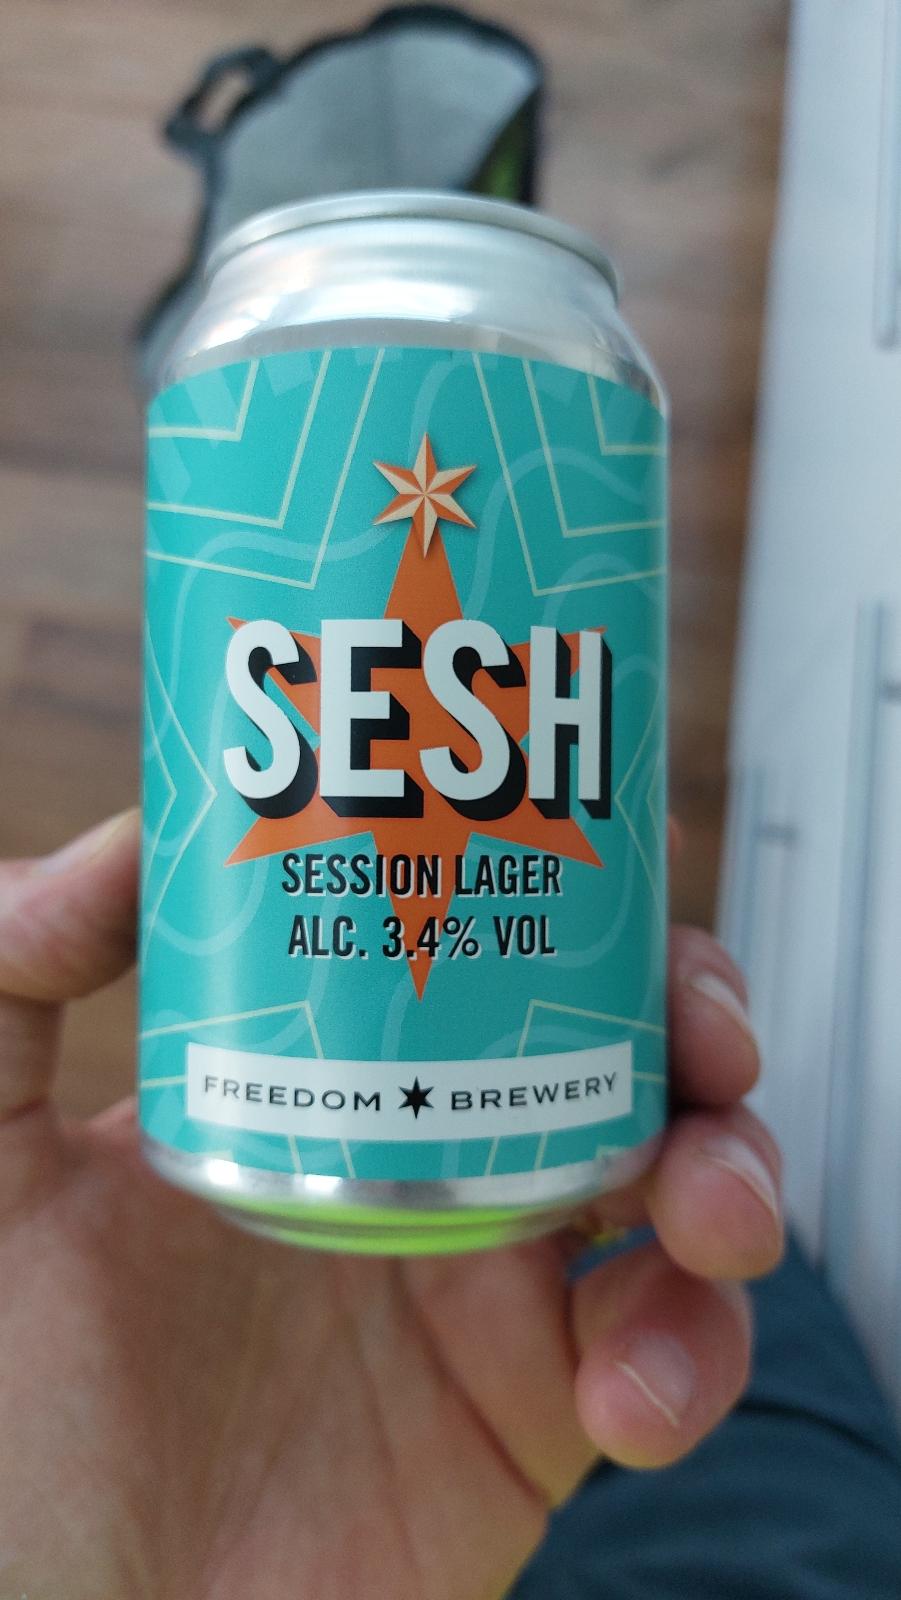 SESH
SESSION LAGER
ALC. 3.4% VOL
FREEDOM BREWERY